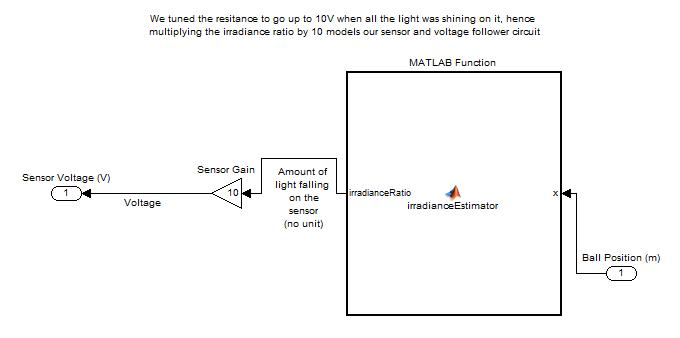 We tuned the resitance to go up to 10V when all the light was shining on it, hence
multiplying the irradiance ratio by 10 models our sensor and voltage follower circuit
MATLAB Function
Sensor Voltage (V)
1
Voltage
Sensor Gain
10
Amount of
light falling
on the
sensor
(no unit)
irradianceRatio
irradianceEstimator
x
Ball Position (m)
1